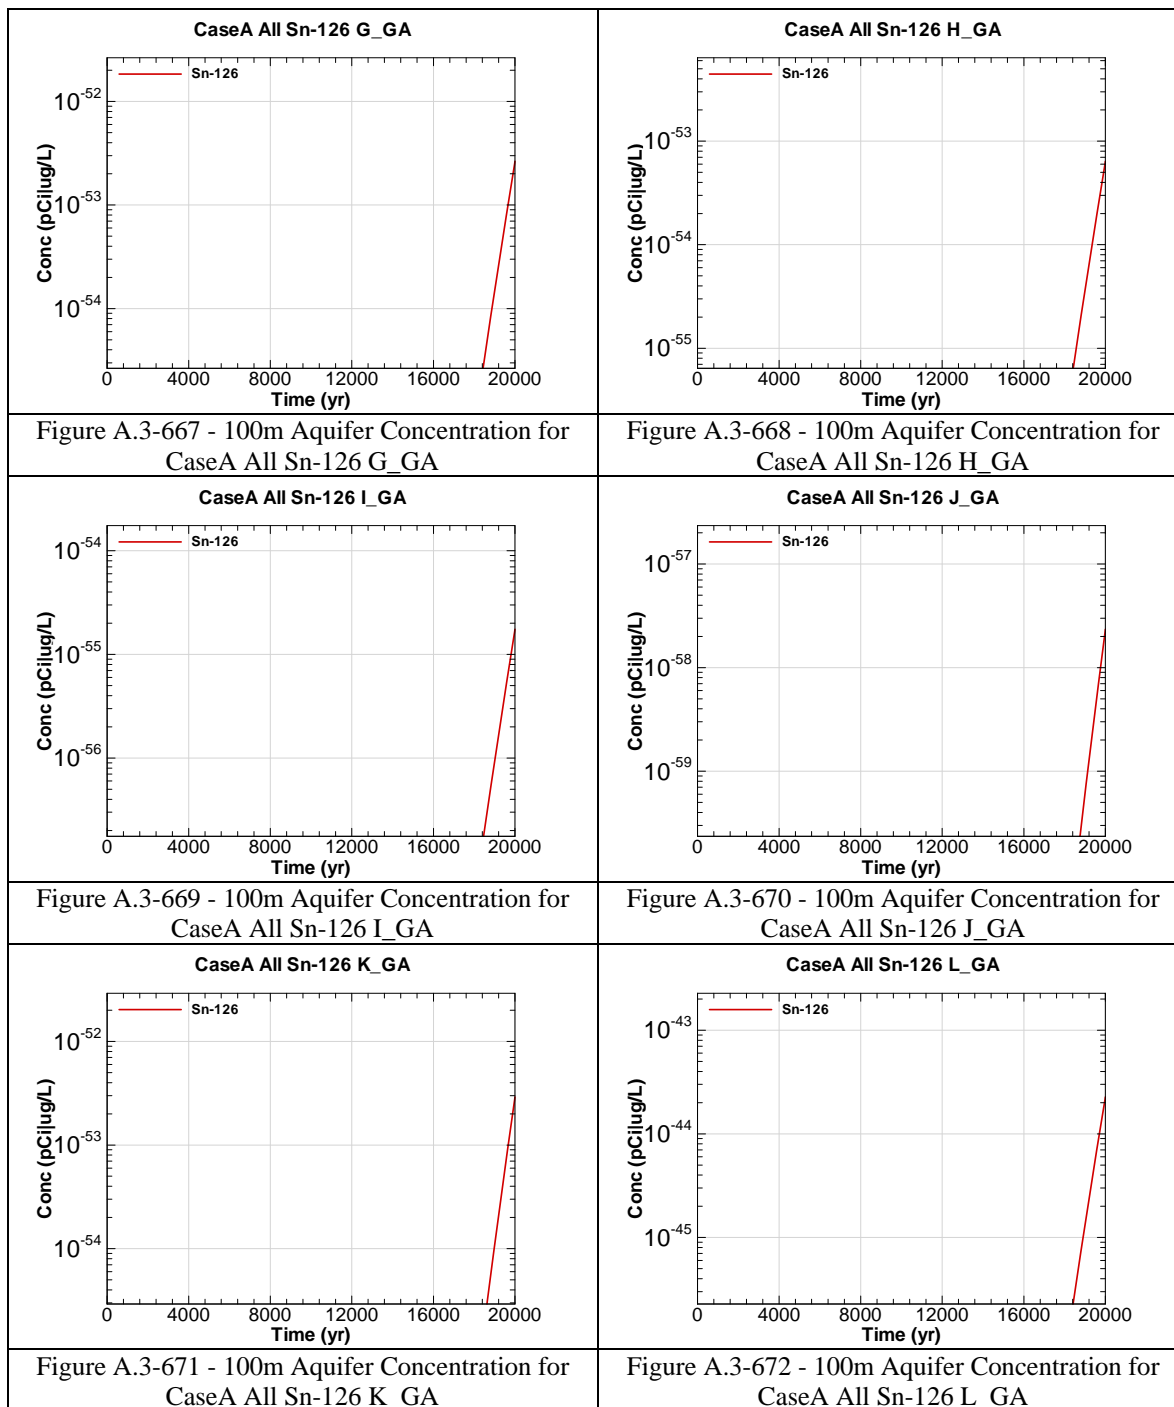 CaseA All Sn-126 G_GA
Sn-126
10-52
10-53
10-54
Conc (pCi|ug/L)
0 4000 8000 12000 16000 20000
Time (yr)
Figure A.3-667 - 100m Aquifer Concentration for
CaseA All Sn-126 G_GA
CaseA All Sn-126 H_GA
Sn-126
10-53
10-54
10-55
Conc (pCi|ug/L)
0 4000 8000 12000 16000 20000
Time (yr)
Figure A.3-668 - 100m Aquifer Concentration for
CaseA All Sn-126 H_GA
CaseA All Sn-126 I_GA
Sn-126
10-54
10-55
10-56
Conc (pCi|ug/L)
0 4000 8000 12000 16000 20000
Time (yr)
Figure A.3-669 - 100m Aquifer Concentration for
CaseA All Sn-126 I_GA
CaseA All Sn-126 J_GA
Sn-126
10-57
10-58
10-59
Conc (pCi|ug/L)
0 4000 8000 12000 16000 20000
Time (yr)
Figure A.3-670 - 100m Aquifer Concentration for
CaseA All Sn-126 J_GA
CaseA All Sn-126 K_GA
Sn-126
10-52
10-53
10-54
Conc (pCi|ug/L)
0 4000 8000 12000 16000 20000
Time (yr)
Figure A.3-671 - 100m Aquifer Concentration for
CaseA All Sn-126 K_GA
CaseA All Sn-126 L_GA
Sn-126
10-43
10-44
10-45
Conc (pCi|ug/L)
0 4000 8000 12000 16000 20000
Time (yr)
Figure A.3-672 - 100m Aquifer Concentration for
CaseA All Sn-126 L_GA